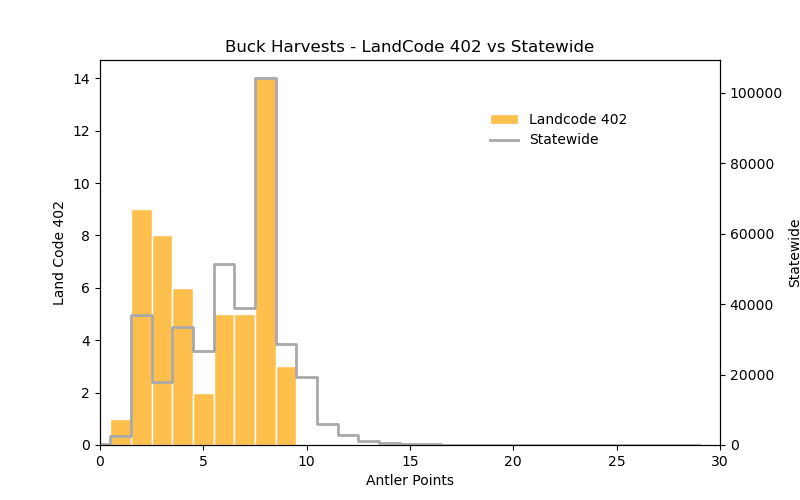 Buck Harvests - LandCode 402 vs Statewide
14
12
10
8
6
4
2
0
Land Code 402
Landcode 402
Statewide
100000
80000
60000
40000
20000
0
Statewide
0 5 10 15 20 25 30
Antler Points